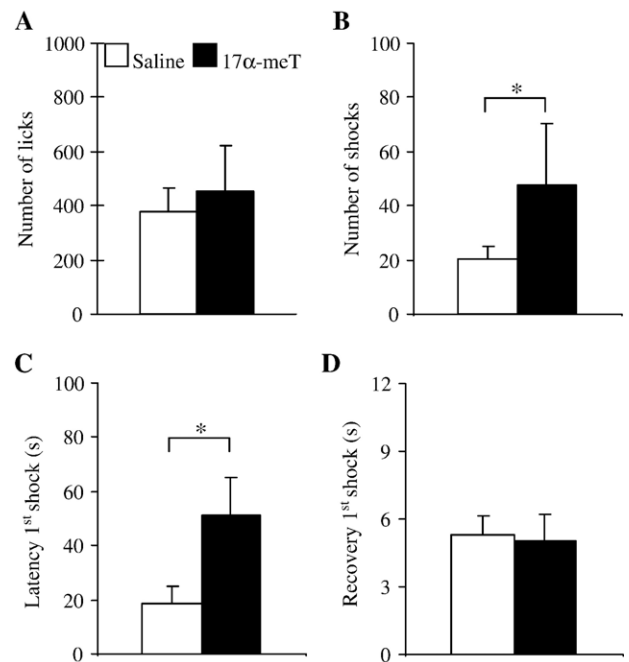 A
B
1000
800
600
400
200
0
Number of licks
Saline
17α-meT
100
80
60
40
20
0
Number of shocks
*
C
D
100
80
60
40
20
0
Latency 1st shock (s)
*
12
9
6
3
0
Recovery 1st shock (s)